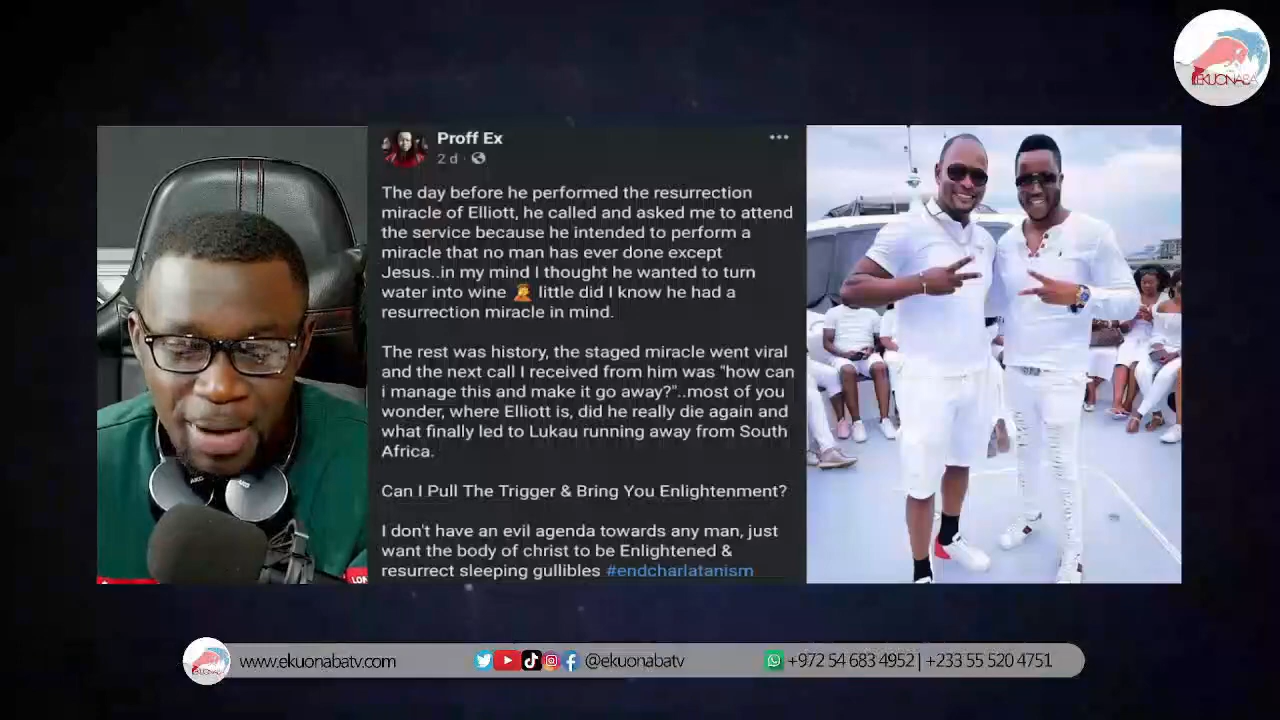 EKUONABA
Proff Ex
2 d
The day before he performed the resurrection
miracle of Elliott, he called and asked me to attend
the service because he intended to perform a
miracle that no man has ever done except
Jesus..in my mind I thought he wanted to turn
water into wine 🤦 little did I know he had a
resurrection miracle in mind.
The rest was history, the staged miracle went viral
and the next call I received from him was "how can
i manage this and make it go away?"..most of you
wonder, where Elliott is, did he really die again and
what finally led to Lukau running away from South
Africa.
Can I Pull The Trigger & Bring You Enlightenment?
I don't have an evil agenda towards any man, just
want the body of christ to be Enlightened &
resurrect sleeping gullibles #endcharlatanism
AKG
LON
www.ekuonabatv.com @ekuonabatv +972 54 683 4952 | +233 55 520 4751